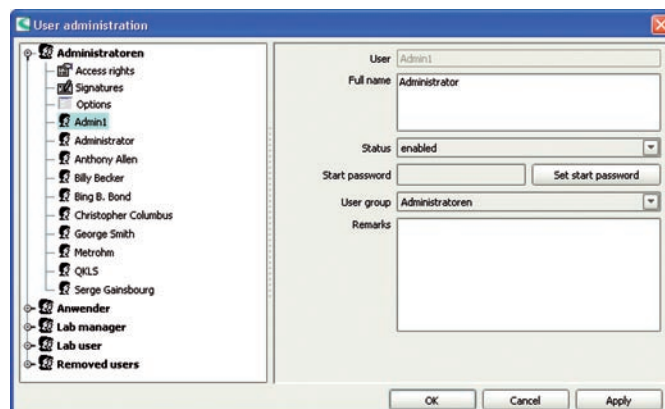 User administration
Administratoren
Access rights
Signatures
Options
Admin1
Administrator
Anthony Allen
Billy Becker
Bing B. Bond
Christopher Columbus
George Smith
Metrohm
QKLS
Serge Gainsbourg
Anwender
Lab manager
Lab user
Removed users
User Admin1
Full name Administrator
Status enabled
Start password Set start password
User group Administratoren
Remarks
OK Cancel Apply